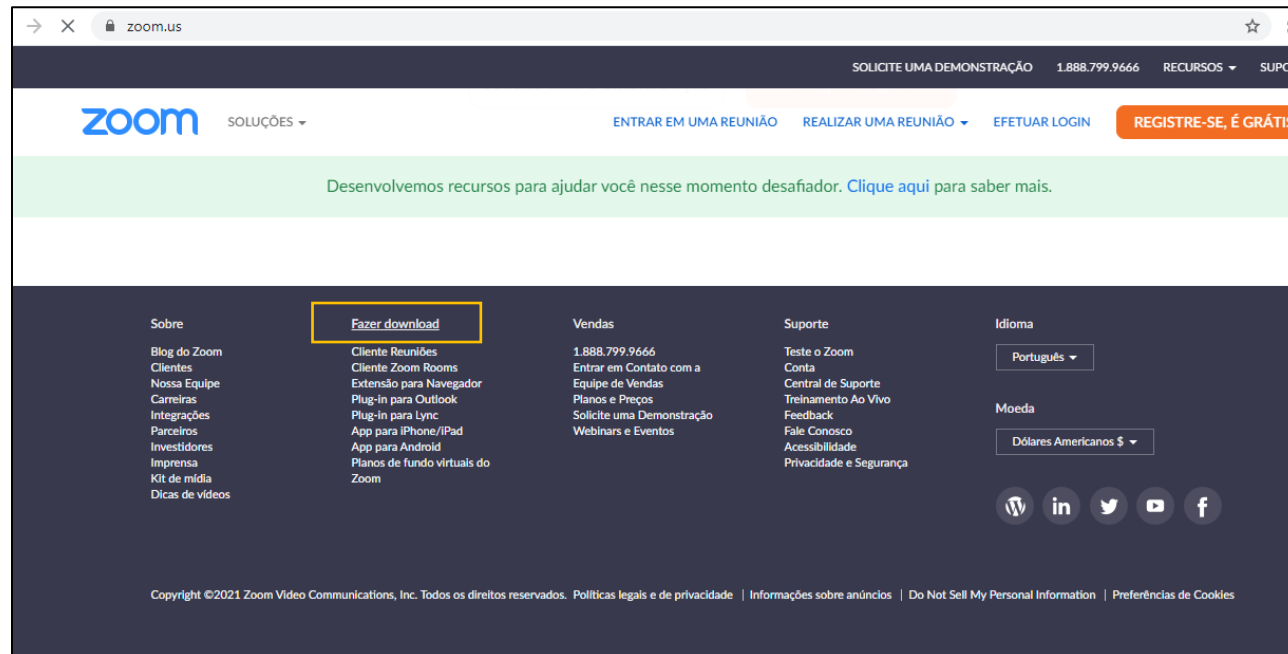 zoom.us
SOLICITE UMA DEMONSTRAÇÃO 1.888.799.9666 RECURSOS SUPO
zoom SOLUÇÕES ENTRAR EM UMA REUNIÃO REALIZAR UMA REUNIÃO EFETUAR LOGIN REGISTRE-SE, É GRÁTIS
Desenvolvemos recursos para ajudar você nesse momento desafiador. Clique aqui para saber mais.
Sobre
Blog do Zoom
Clientes
Nossa Equipe
Carreiras
Integrações
Parceiros
Investidores
Imprensa
Kit de mídia
Dicas de vídeos
Fazer download
Cliente Reuniões
Cliente Zoom Rooms
Extensão para Navegador
Plug-in para Outlook
Plug-in para Lync
App para iPhone/iPad
App para Android
Planos de fundo virtuais do
Zoom
Vendas
1.888.799.9666
Entrar em Contato com a
Equipe de Vendas
Planos e Preços
Solicite uma Demonstração
Webinars e Eventos
Suporte
Teste o Zoom
Conta
Central de Suporte
Treinamento Ao Vivo
Feedback
Fale Conosco
Acessibilidade
Privacidade e Segurança
Idioma
Português
Moeda
Dólares Americanos $
in f
Copyright ©2021 Zoom Video Communications, Inc. Todos os direitos reservados. Políticas legais e de privacidade | Informações sobre anúncios | Do Not Sell My Personal Information | Preferências de Cookies